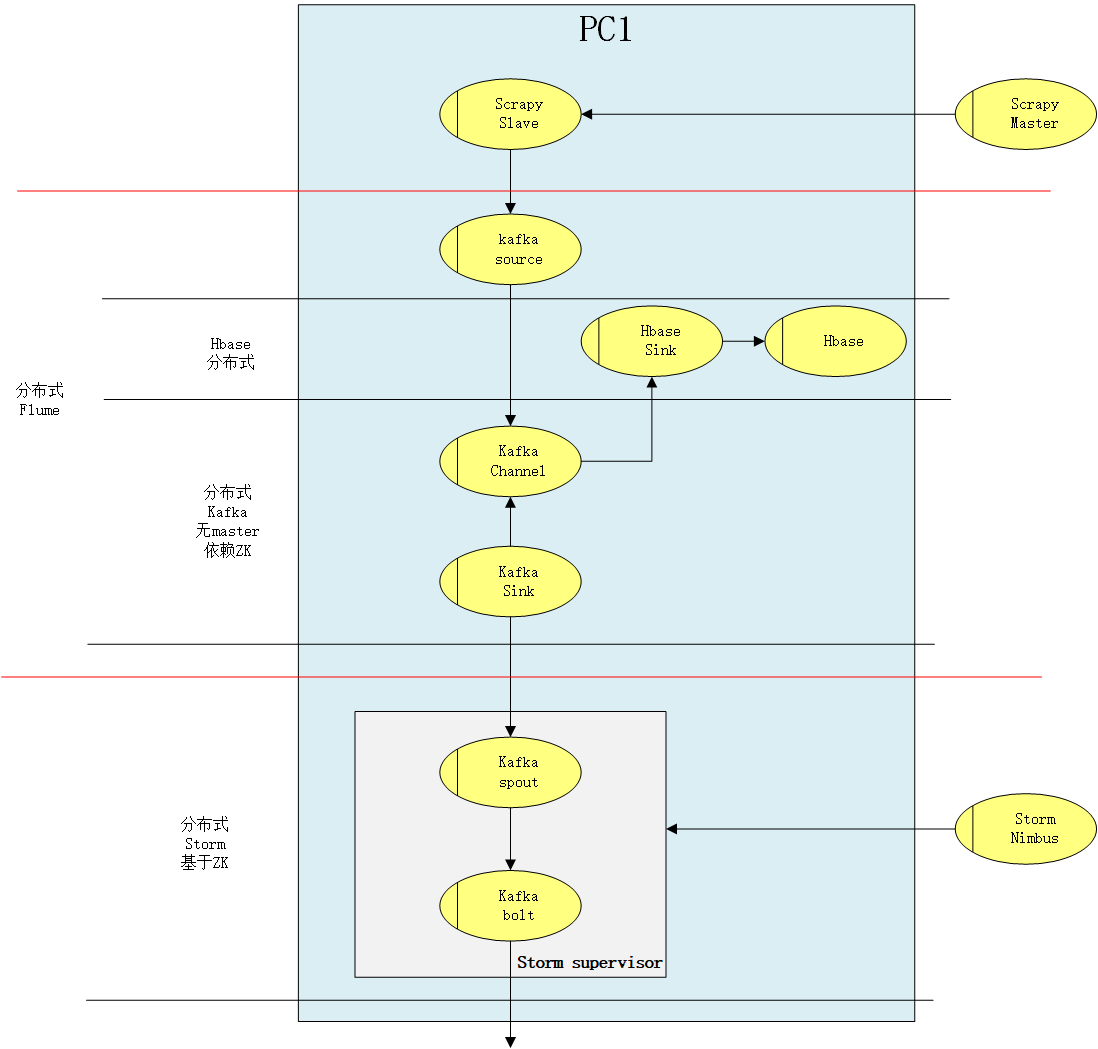 PC1
Scrapy
Slave
Scrapy
Master
kafka
source
Hbase
分布式
Hbase
Sink
Hbase
分布式
Flume
Kafka
Channel
分布式
Kafka
无master
依赖ZK
Kafka
Sink
Kafka
spout
分布式
Storm
基于ZK
Storm
Nimbus
Kafka
bolt
Storm supervisor